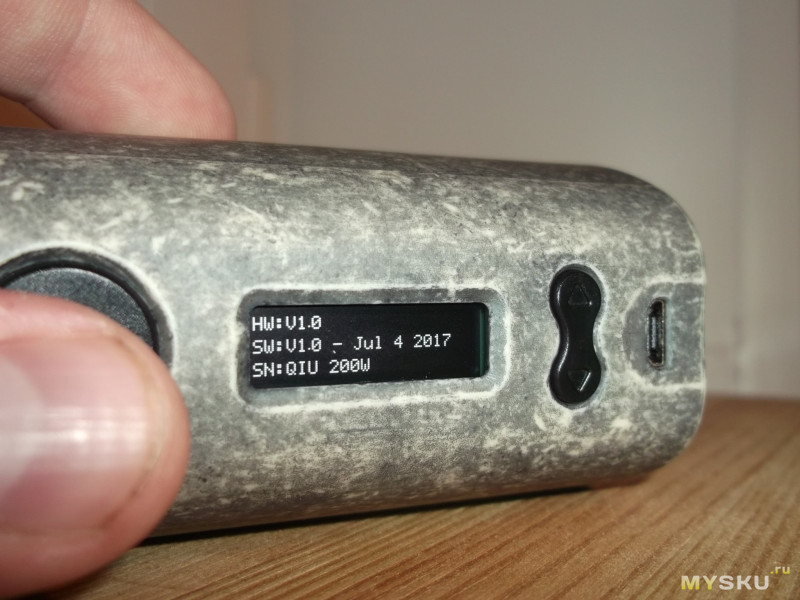 HW:V1.0
SW:V1.0 - Jul 4 2017
SN:QIU 200W
MYSKU.ru